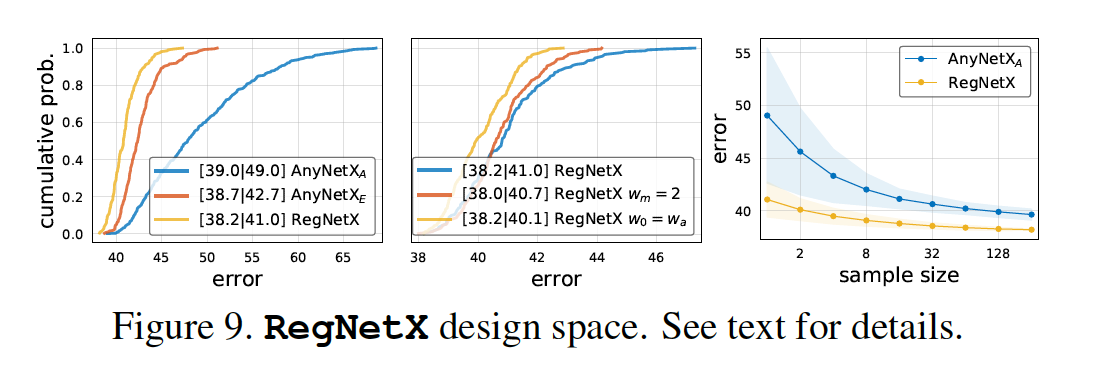 cumulative prob.
1.0
0.8
0.6
0.4
0.2
0.0
[39.0|49.0] AnyNetX_A
[38.7|42.7] AnyNetX_E
[38.2|41.0] RegNetX
40 45 50 55 60 65
error
[38.2|41.0] RegNetX
[38.0|40.7] RegNetX w_m = 2
[38.2|40.1] RegNetX w_0 = w_a
38 40 42 44 46
error
error
55
50
45
40
AnyNetX_A
RegNetX
2 8 32 128
sample size
Figure 9. RegNetX design space. See text for details.